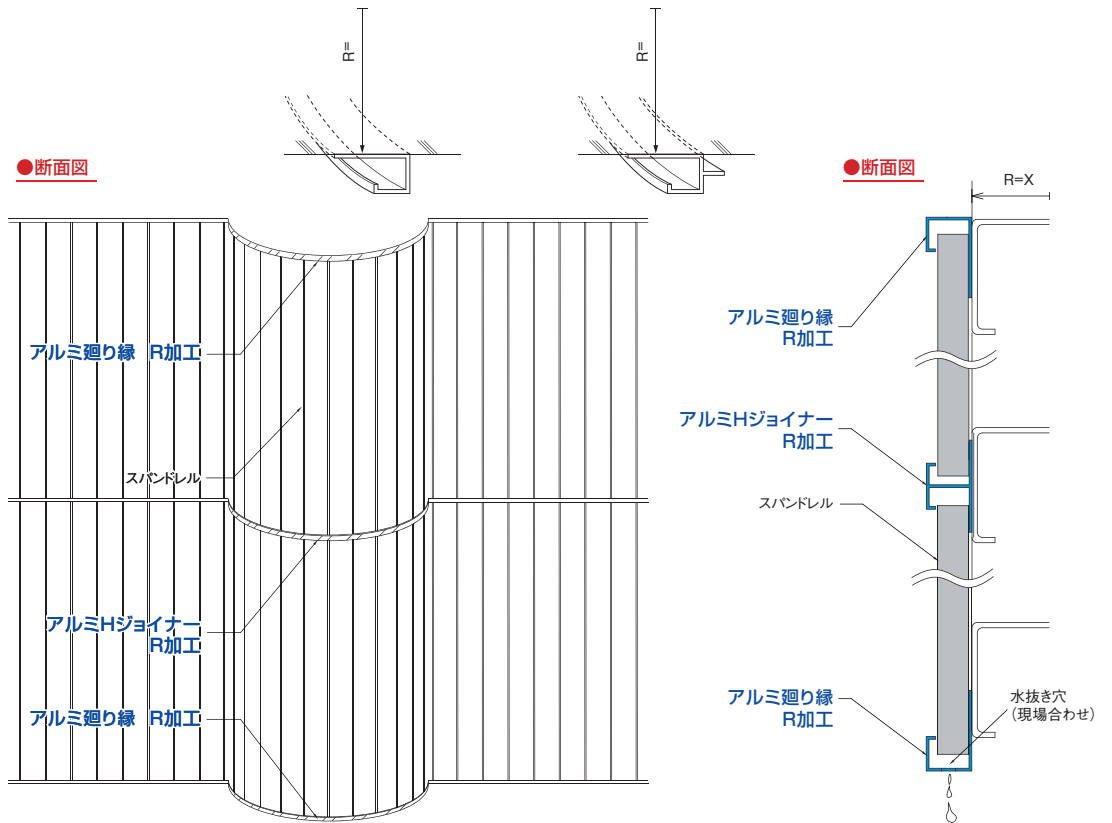 R=
R=
●断面図
アルミ廻り縁 R加工
スパンドレル
アルミHジョイナー
R加工
アルミ廻り縁 R加工
●断面図
R=X
アルミ廻り縁
R加工
アルミHジョイナー
R加工
スパンドレル
アルミ廻り縁
R加工
水抜き穴
(現場合わせ)